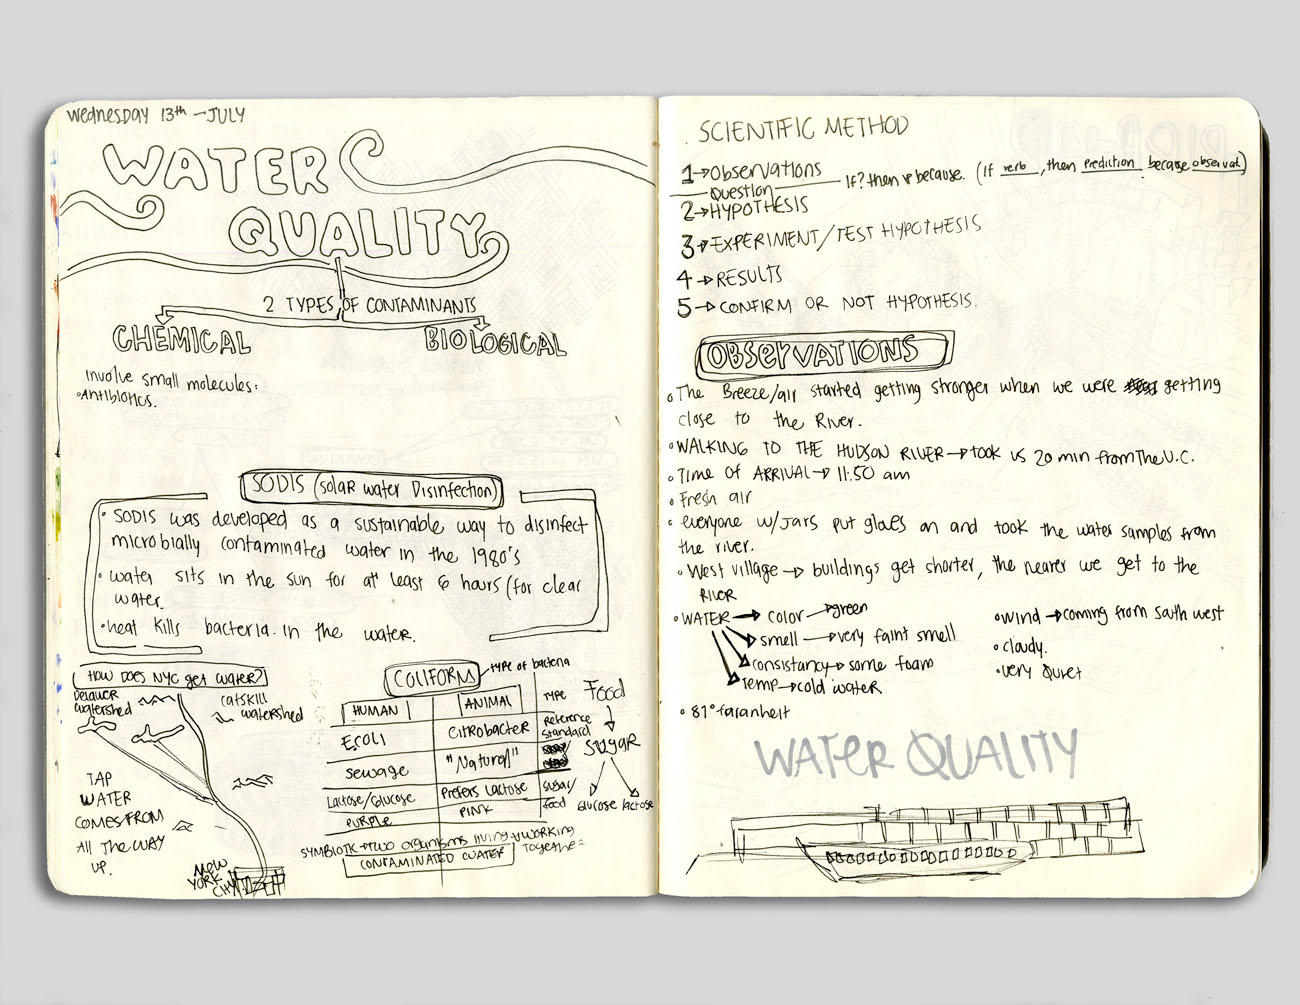 WednesDAY 13th - JULY
WATER
QUALITY
2 TYPES OF CONTAMINANTS
CHEMICAL
BIOLOGICAL
Involve small molecules:
•Antibiotics.
SODIS (solar water Disinfection)
• SODIS was developed as a sustainable way to disinfect
microbially contaminated water in the 1980's
• water sits in the sun for at least 6 hours (for clear
water.
• heat kills bacteria in the water.
HOW DOES NYC get water?
Delawer
watershed
catskill
watershed
TAP
WATER
COMES FROM
All THE WAY
UP.
NEW
YORK
CITY
COLIFORM
type of bacteria
HUMAN
ANIMAL
TYPE
E.COLI
CITROBACTER
Reference
standard
sewage
"Natural"
Lactose/Glucose
Prefers Lactose
sugar/
food
PURPLE
PINK
Food
SUgAR
Glucose
lactose
SYMBIOTIC → TWO organisms living & working
together
CONTAMINATED WATER
SCIENTIFIC METHOD
1→Observations
Question
If? then & because. (If verb, then prediction because observat.)
2→HYPOTHESIS
3→EXPERIMENT/TEST HYPOTHESIS
4→RESULTS
5→CONFIRM OR NOT HYPOTHESIS.
OBSERVATIONS
• The Breeze/air started getting stronger when we were getting
close to the River.
•WALKING TO THE HUDSON RIVER→took us 20 min from The U.C.
•Time of ARRIVAL→ 11:50 am
•Fresh air
• everyone w/Jars put gloves on and took the water samples from
the river.
•West village → buildings get shorter, the nearer we get to the
RIVER
•WATER → color →green
smell →very faint smell
consistancy→ some foam
Temp→cold water
•wind →coming from south west
•cloudy.
•very Quiet
• 81° faranheit
WATER QUALITY